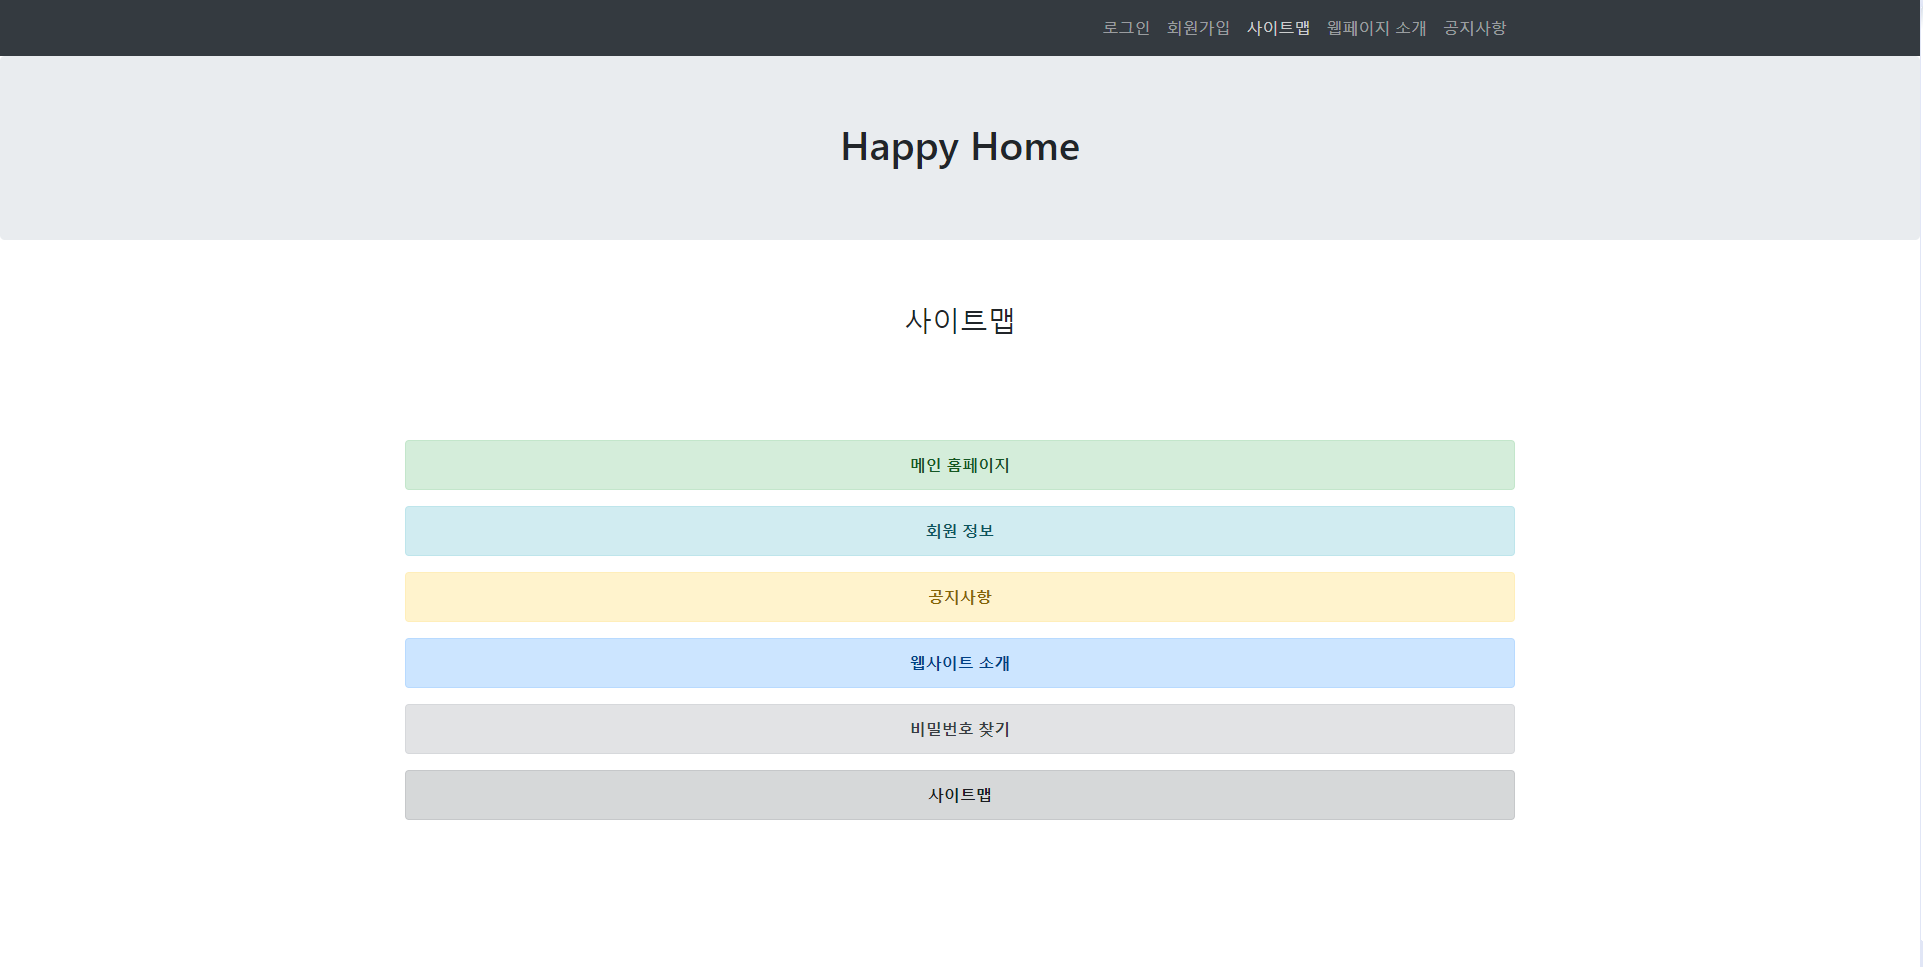 로그인 회원가입 사이트맵 웹페이지 소개 공지사항
Happy Home
사이트맵
메인 홈페이지
회원 정보
공지사항
웹사이트 소개
비밀번호 찾기
사이트맵